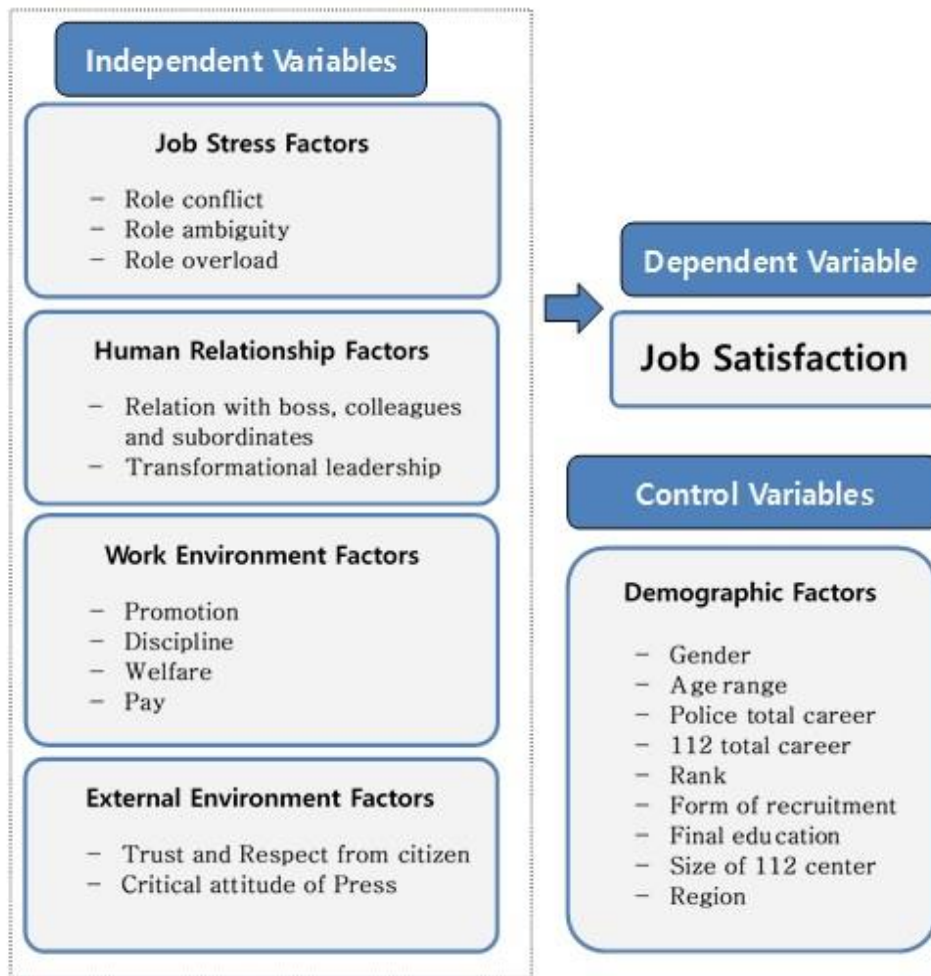 Independent Variables
Job Stress Factors
− Role conflict
− Role ambiguity
− Role overload
Human Relationship Factors
− Relation with boss, colleagues
and subordinates
− Transformational leadership
Work Environment Factors
− Promotion
− Discipline
− Welfare
− Pay
External Environment Factors
− Trust and Respect from citizen
− Critical attitude of Press
Dependent Variable
Job Satisfaction
Control Variables
Demographic Factors
− Gender
− Age range
− Police total career
− 112 total career
− Rank
− Form of recruitment
− Final education
− Size of 112 center
− Region